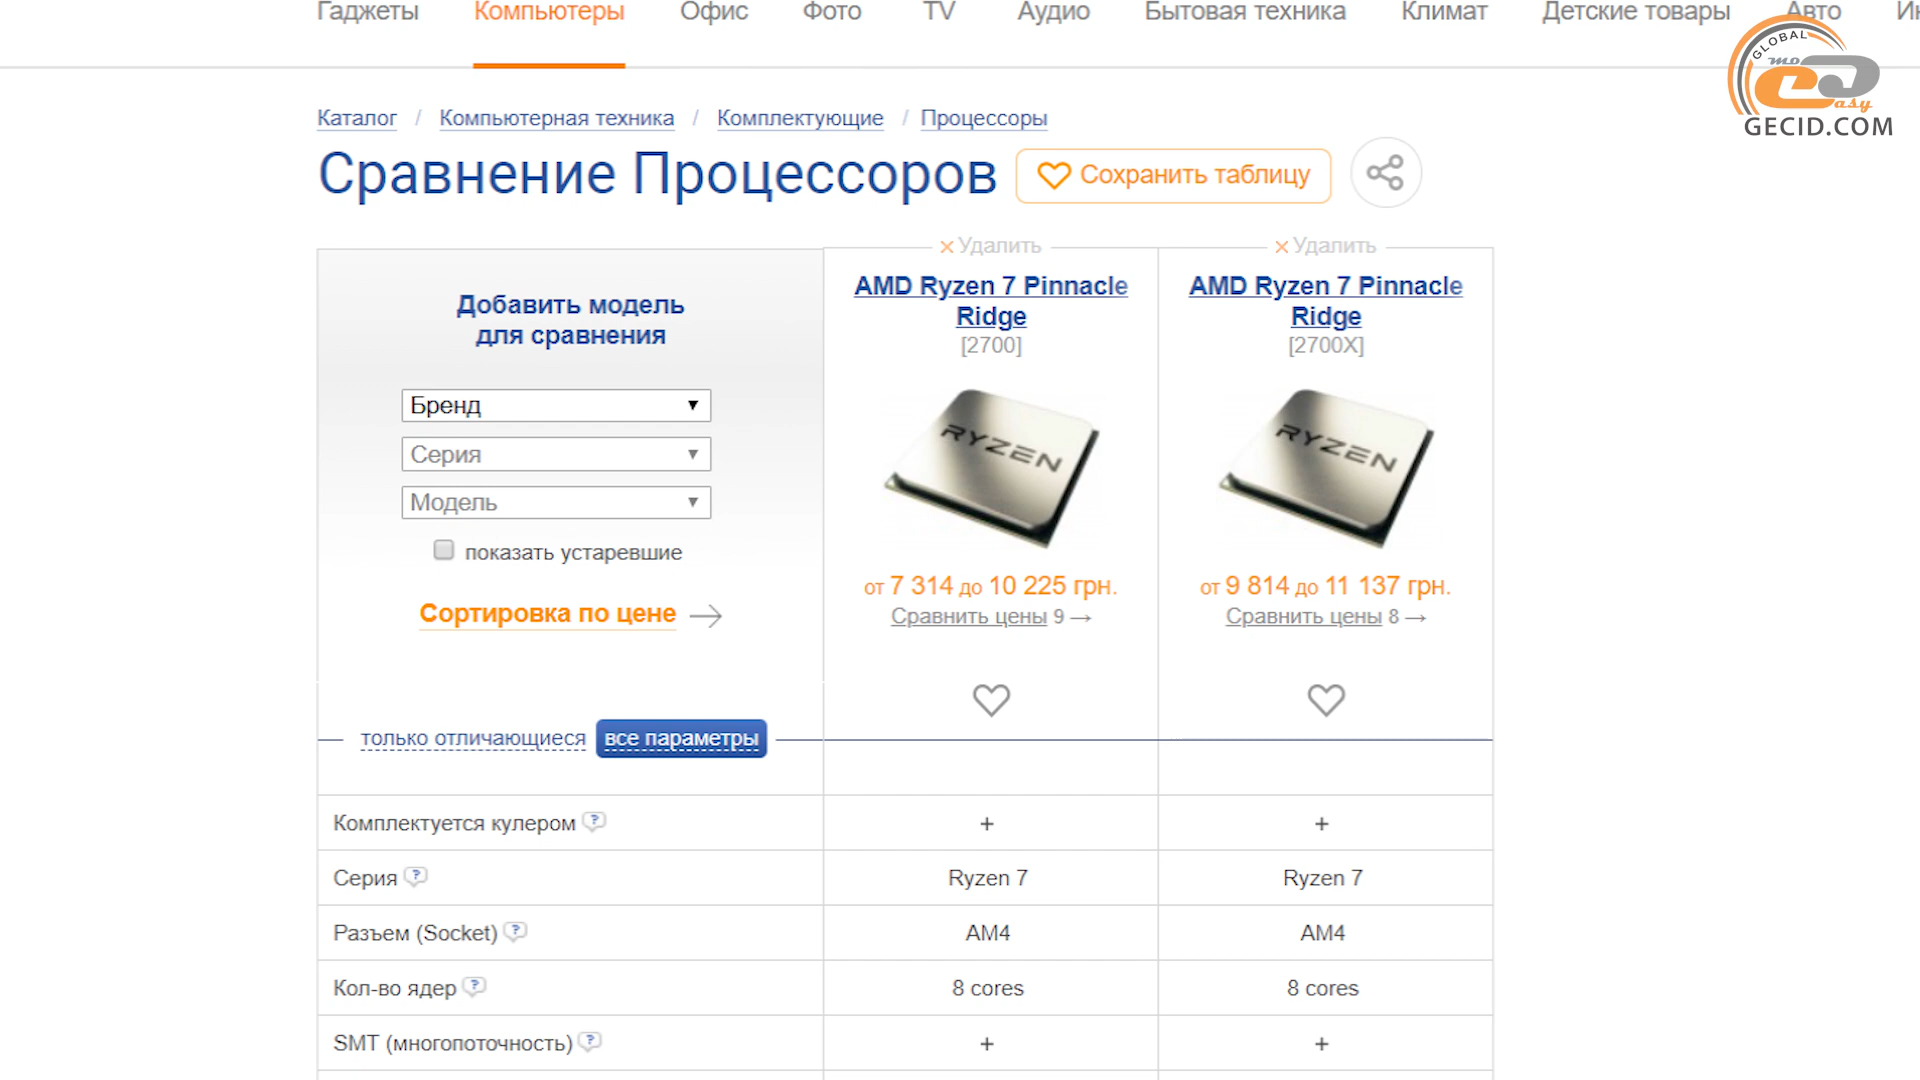 Гаджеты Компьютеры Офис Фото TV Аудио Бытовая техника Климат Детские товары Авто
GLOBAL
mo
easy
GECID.COM
Каталог / Компьютерная техника / Комплектующие / Процессоры
Сравнение Процессоров
Сохранить таблицу
Добавить модель
для сравнения
Бренд
Серия
Модель
показать устаревшие
Сортировка по цене →
× Удалить
AMD Ryzen 7 Pinnacle
Ridge
[2700]
RYZEN
от 7 314 до 10 225 грн.
Сравнить цены 9 →
× Удалить
AMD Ryzen 7 Pinnacle
Ridge
[2700X]
RYZEN
от 9 814 до 11 137 грн.
Сравнить цены 8 →
только отличающиеся все параметры
Комплектуется кулером ? + +
Серия ? Ryzen 7 Ryzen 7
Разъем (Socket) ? AM4 AM4
Кол-во ядер ? 8 cores 8 cores
SMT (многопоточность) ? + +